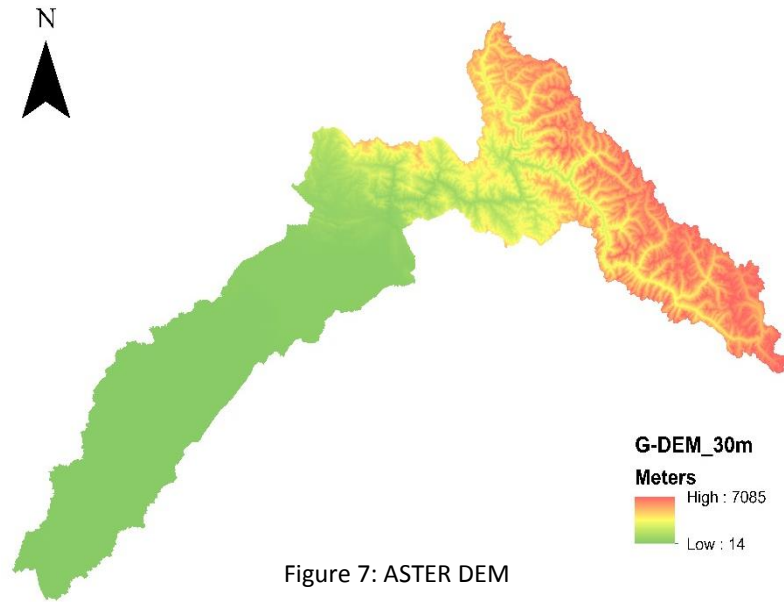 N
G-DEM_30m
Meters
High : 7085
Low : 14
Figure 7: ASTER DEM